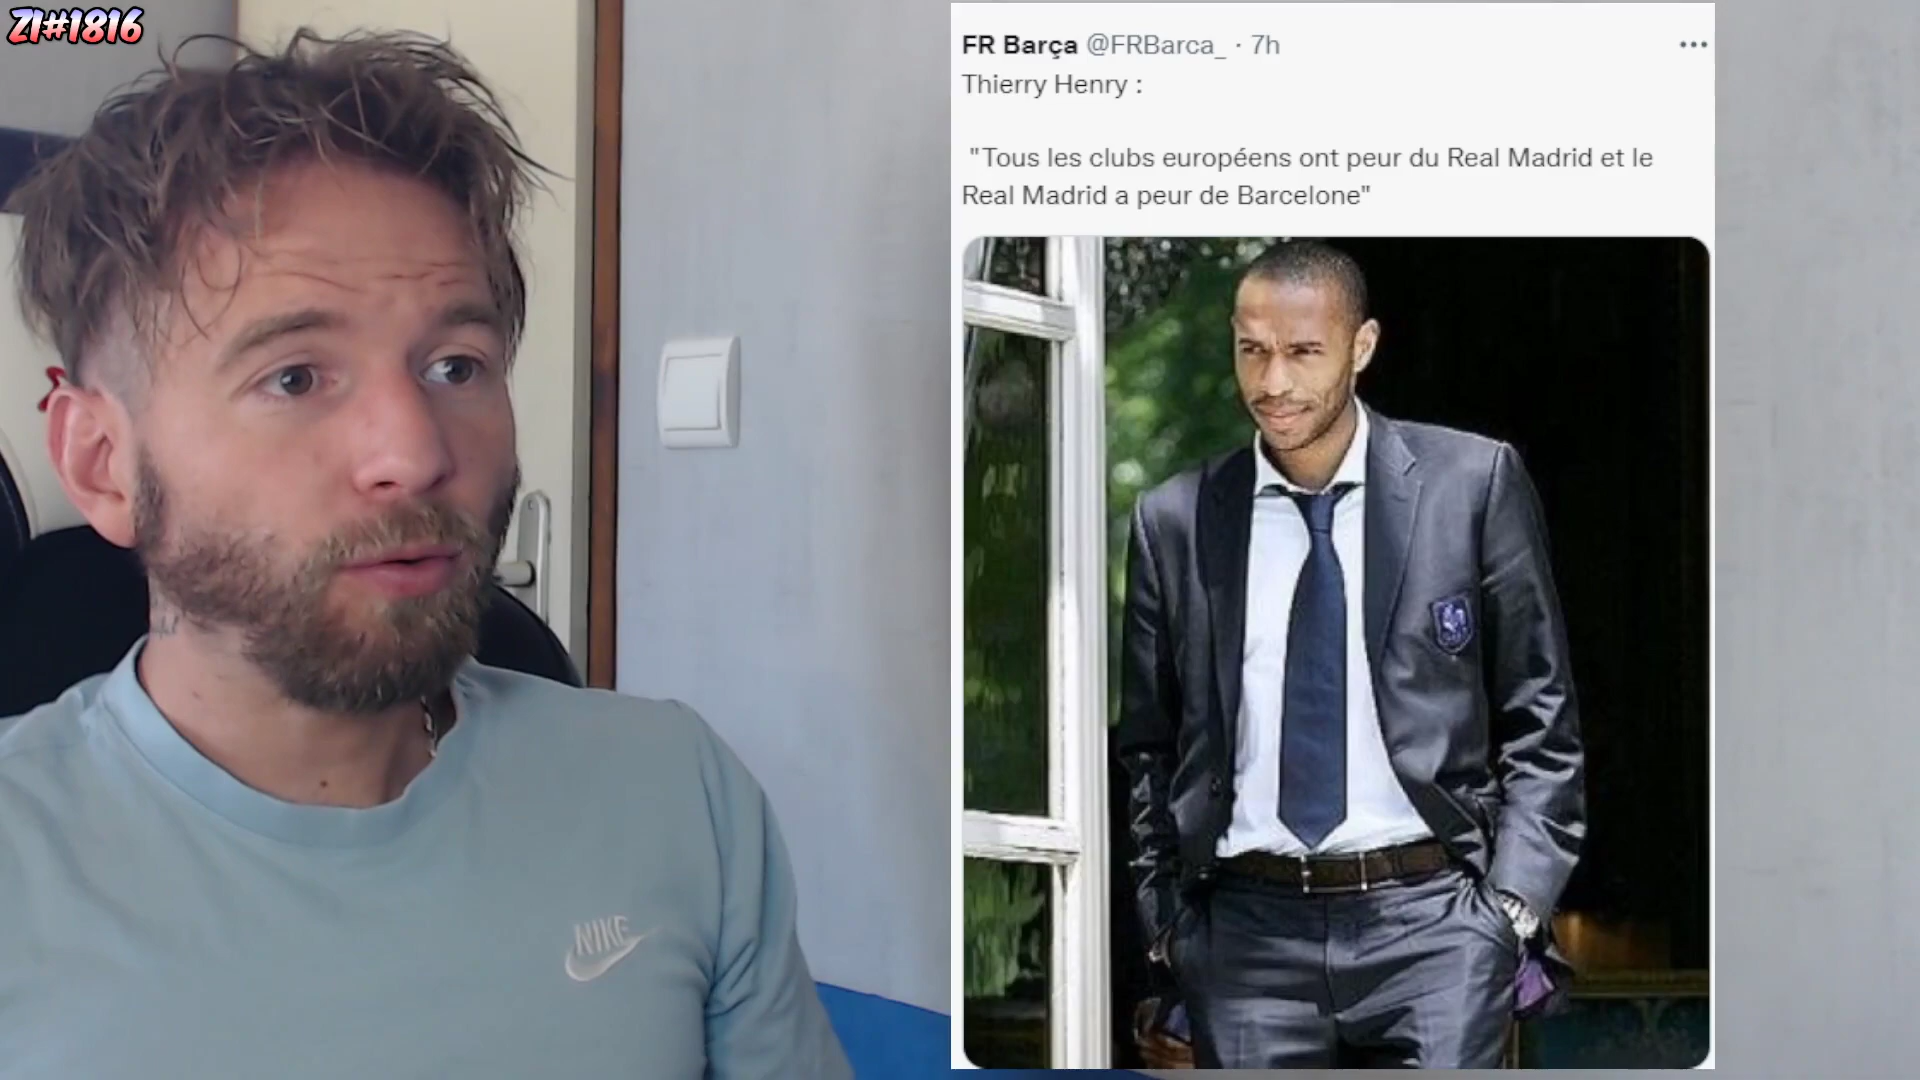 Z1#1816
FR Barça @FRBarca_ · 7h
Thierry Henry :
"Tous les clubs européens ont peur du Real Madrid et le
Real Madrid a peur de Barcelone"
NIKE